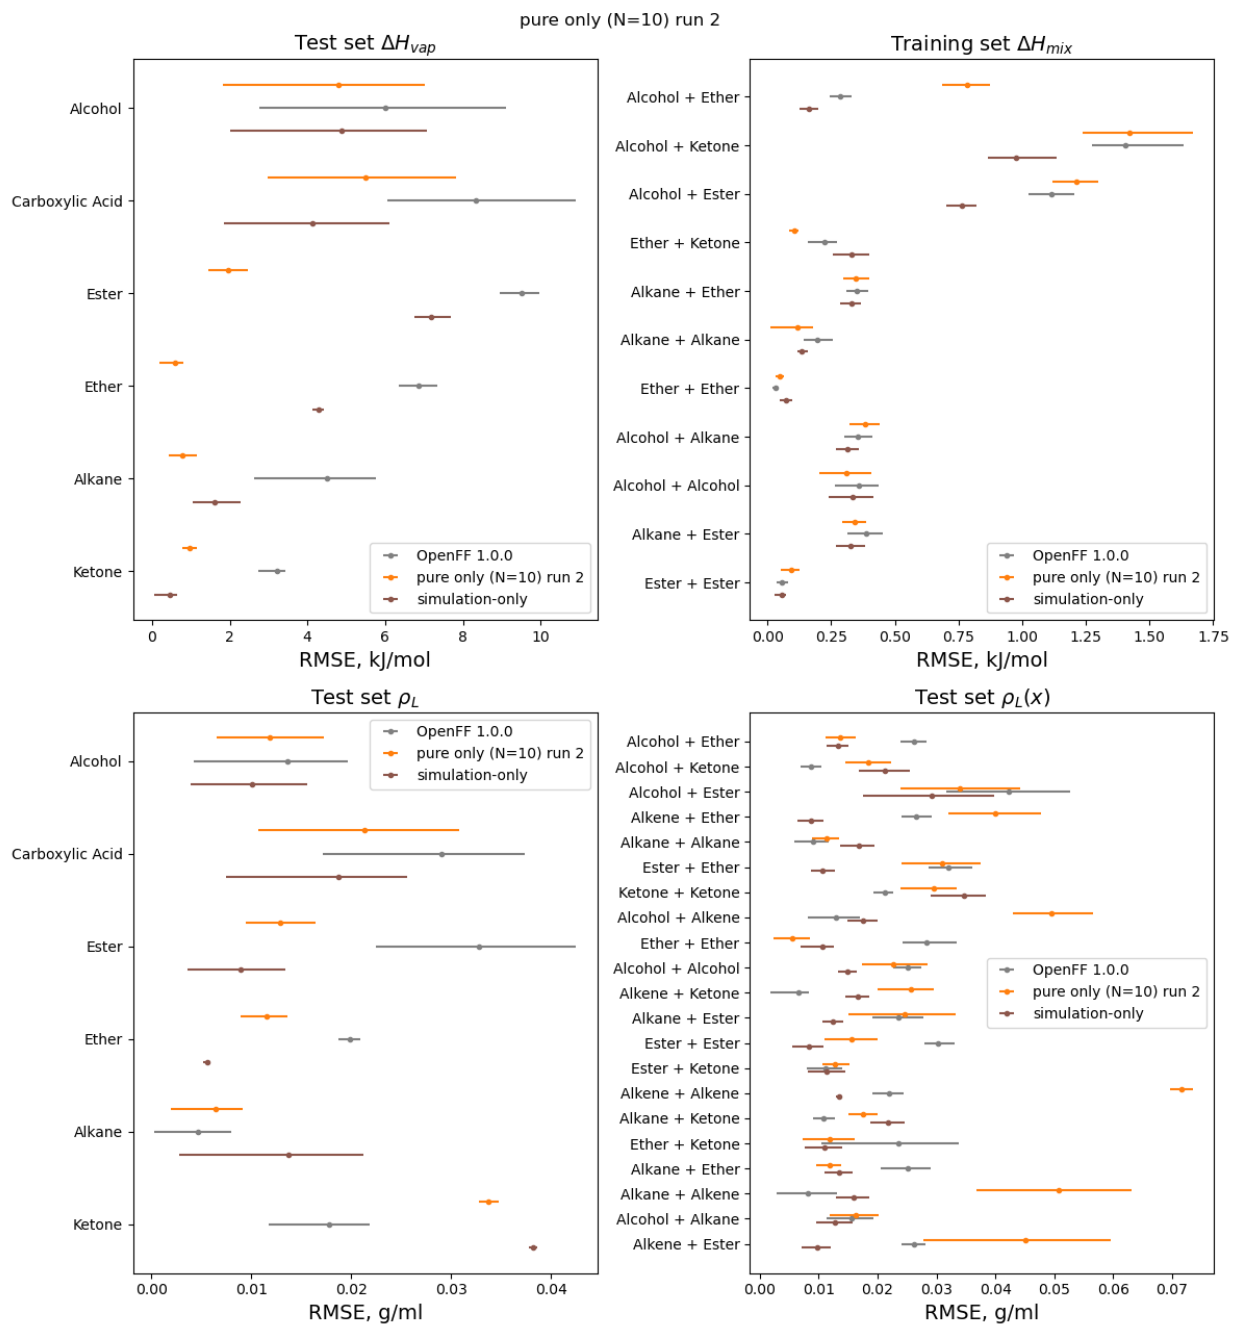 pure only (N=10) run 2
Test set ΔH_vap
Alcohol
Carboxylic Acid
Ester
Ether
Alkane
Ketone
OpenFF 1.0.0
pure only (N=10) run 2
simulation-only
0 2 4 6 8 10
RMSE, kJ/mol
Training set ΔH_mix
Alcohol + Ether
Alcohol + Ketone
Alcohol + Ester
Ether + Ketone
Alkane + Ether
Alkane + Alkane
Ether + Ether
Alcohol + Alkane
Alcohol + Alcohol
Alkane + Ester
Ester + Ester
OpenFF 1.0.0
pure only (N=10) run 2
simulation-only
0.00 0.25 0.50 0.75 1.00 1.25 1.50 1.75
RMSE, kJ/mol
Test set ρ_L
OpenFF 1.0.0
pure only (N=10) run 2
simulation-only
Alcohol
Carboxylic Acid
Ester
Ether
Alkane
Ketone
0.00 0.01 0.02 0.03 0.04
RMSE, g/ml
Test set ρ_L(x)
Alcohol + Ether
Alcohol + Ketone
Alcohol + Ester
Alkene + Ether
Alkane + Alkane
Ester + Ether
Ketone + Ketone
Alcohol + Alkene
Ether + Ether
Alcohol + Alcohol
Alkene + Ketone
Alkane + Ester
Ester + Ester
Ester + Ketone
Alkene + Alkene
Alkane + Ketone
Ether + Ketone
Alkane + Ether
Alkane + Alkene
Alcohol + Alkane
Alkene + Ester
OpenFF 1.0.0
pure only (N=10) run 2
simulation-only
0.00 0.01 0.02 0.03 0.04 0.05 0.06 0.07
RMSE, g/ml